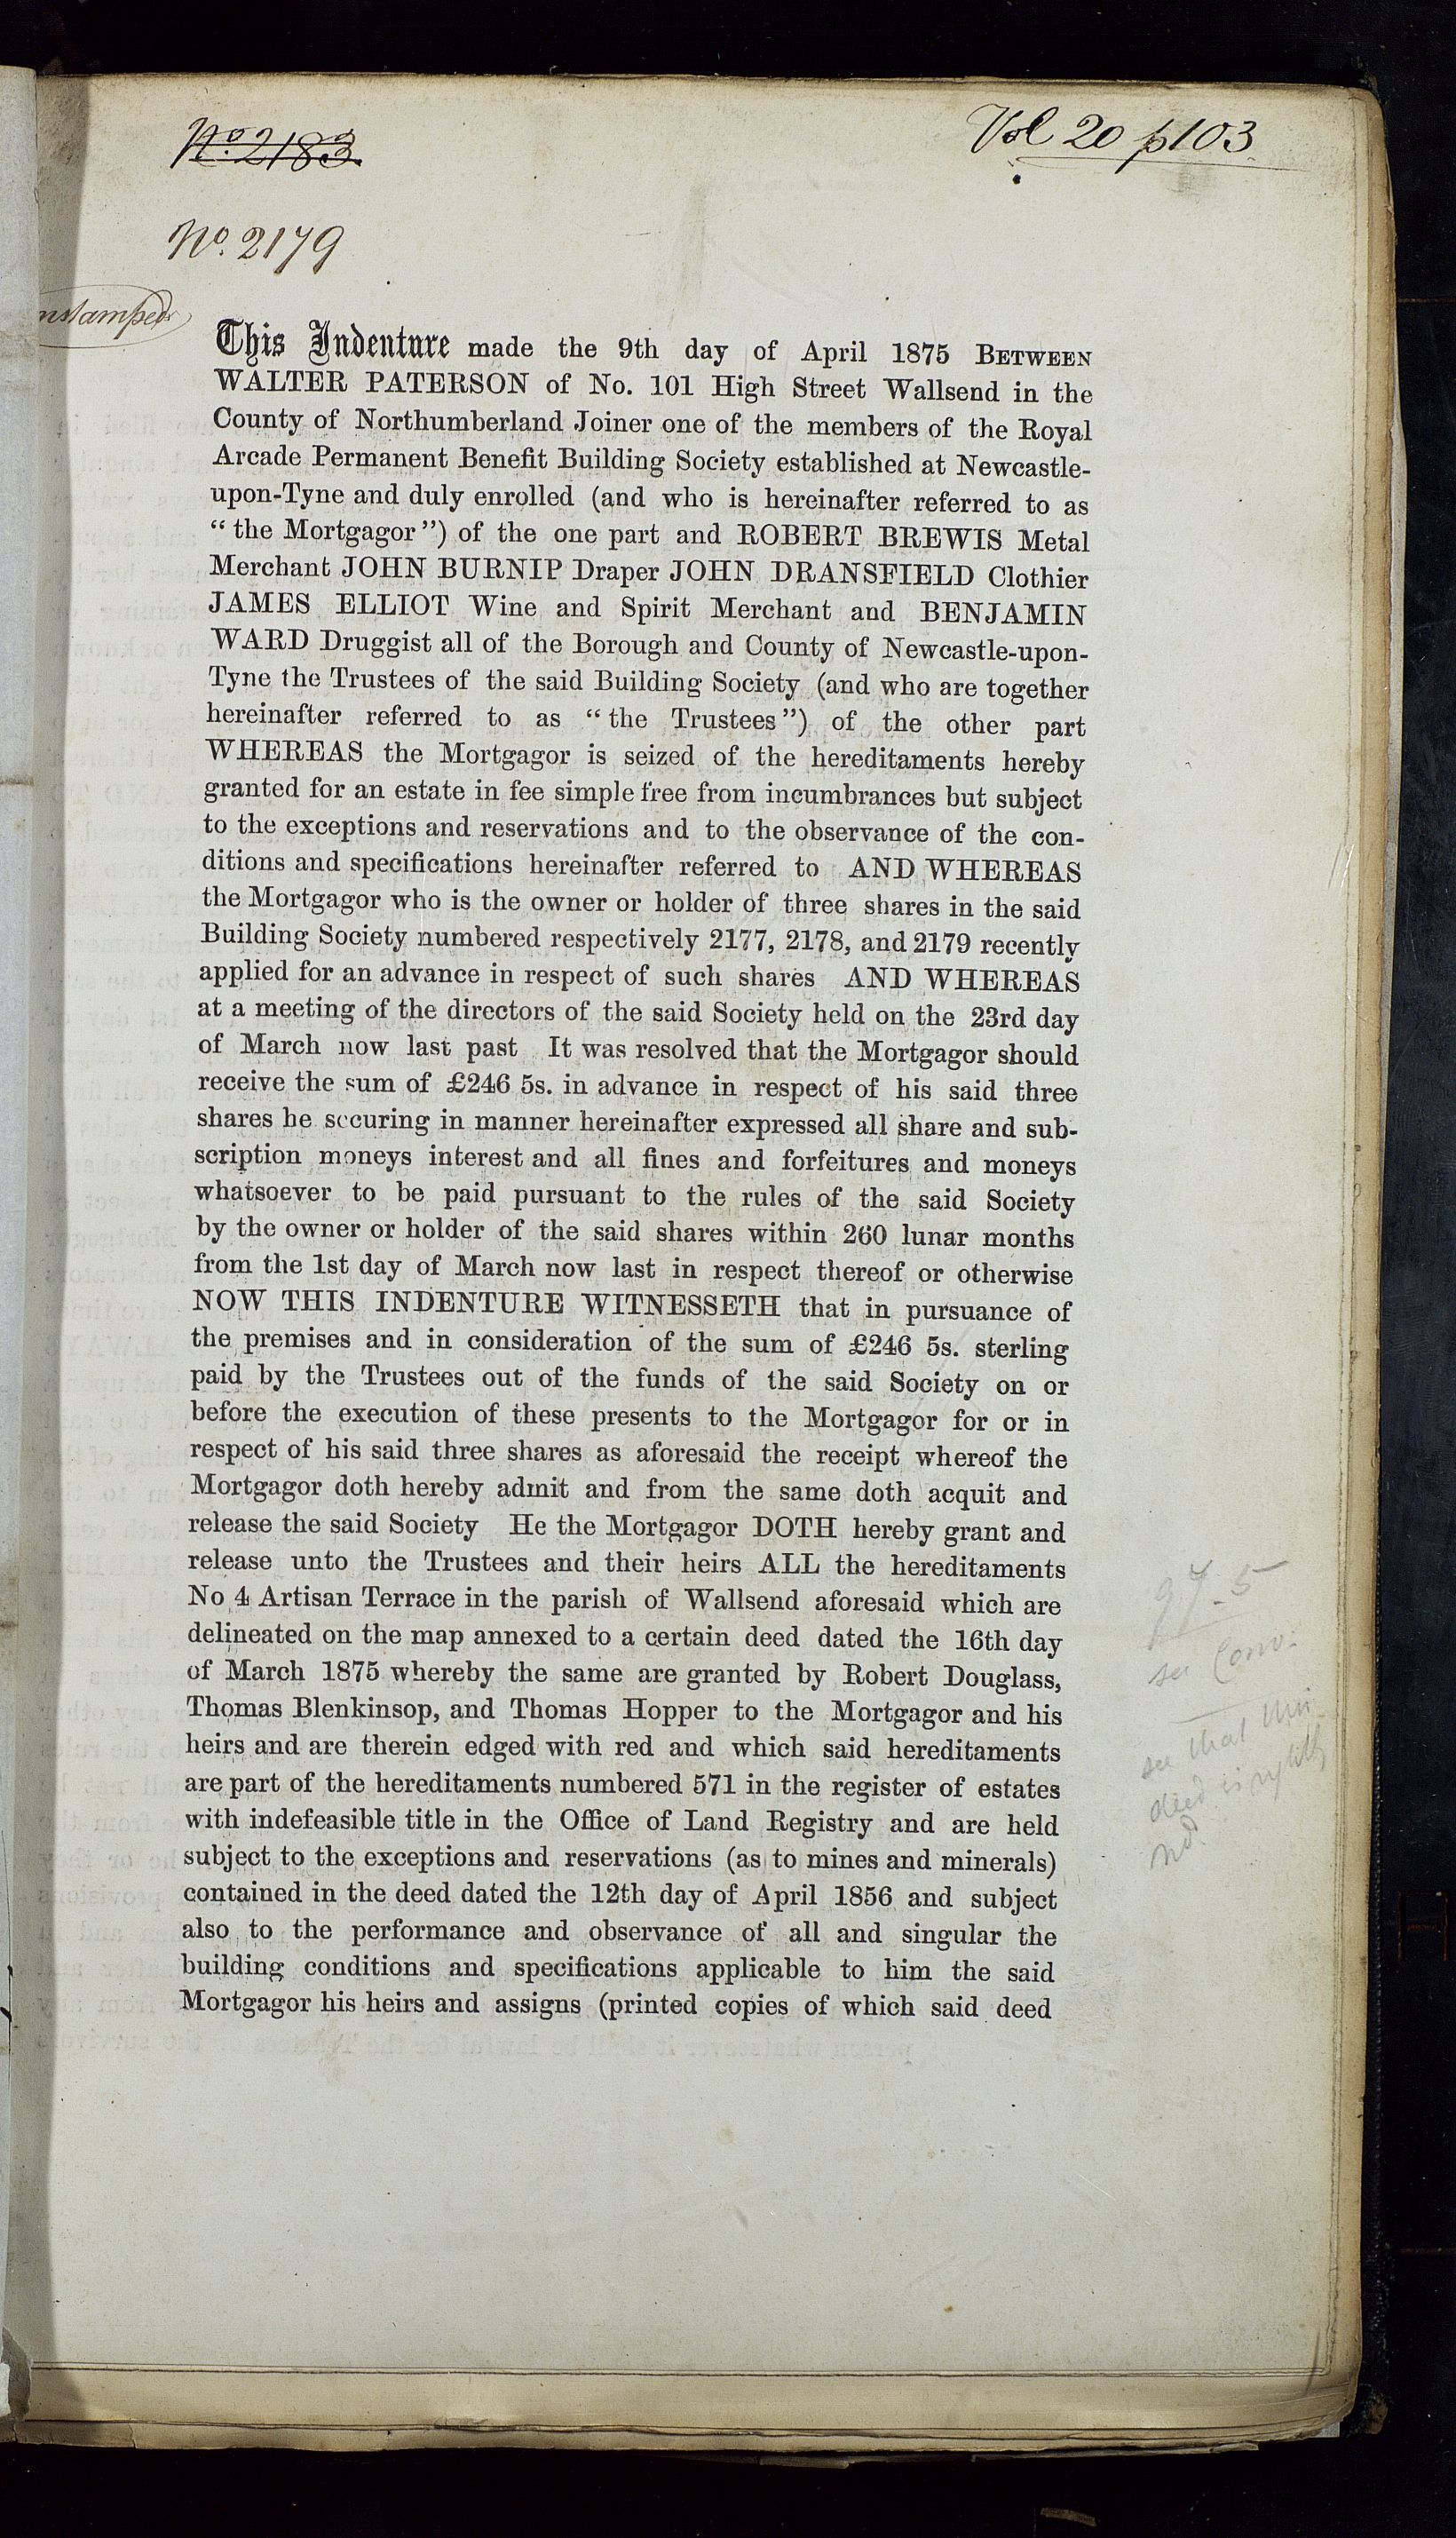 No. 2183
Vol 20 p103
No. 2179
nstamped
This Indenture made the 9th day of April 1875 BETWEEN
WALTER PATERSON of No. 101 High Street Wallsend in the
County of Northumberland Joiner one of the members of the Royal
Arcade Permanent Benefit Building Society established at Newcastle-
upon-Tyne and duly enrolled (and who is hereinafter referred to as
“the Mortgagor”) of the one part and ROBERT BREWIS Metal
Merchant JOHN BURNIP Draper JOHN DRANSFIELD Clothier
JAMES ELLIOT Wine and Spirit Merchant and BENJAMIN
WARD Druggist all of the Borough and County of Newcastle-upon-
Tyne the Trustees of the said Building Society (and who are together
hereinafter referred to as “the Trustees”) of the other part
WHEREAS the Mortgagor is seized of the hereditaments hereby
granted for an estate in fee simple free from incumbrances but subject
to the exceptions and reservations and to the observance of the con-
ditions and specifications hereinafter referred to AND WHEREAS
the Mortgagor who is the owner or holder of three shares in the said
Building Society numbered respectively 2177, 2178, and 2179 recently
applied for an advance in respect of such shares AND WHEREAS
at a meeting of the directors of the said Society held on the 23rd day
of March now last past It was resolved that the Mortgagor should
receive the sum of £246 5s. in advance in respect of his said three
shares he securing in manner hereinafter expressed all share and sub-
scription moneys interest and all fines and forfeitures and moneys
whatsoever to be paid pursuant to the rules of the said Society
by the owner or holder of the said shares within 260 lunar months
from the 1st day of March now last in respect thereof or otherwise
NOW THIS INDENTURE WITNESSETH that in pursuance of
the premises and in consideration of the sum of £246 5s. sterling
paid by the Trustees out of the funds of the said Society on or
before the execution of these presents to the Mortgagor for or in
respect of his said three shares as aforesaid the receipt whereof the
Mortgagor doth hereby admit and from the same doth acquit and
release the said Society He the Mortgagor DOTH hereby grant and
release unto the Trustees and their heirs ALL the hereditaments
No 4 Artisan Terrace in the parish of Wallsend aforesaid which are
delineated on the map annexed to a certain deed dated the 16th day
of March 1875 whereby the same are granted by Robert Douglass,
Thomas Blenkinsop, and Thomas Hopper to the Mortgagor and his
heirs and are therein edged with red and which said hereditaments
are part of the hereditaments numbered 571 in the register of estates
with indefeasible title in the Office of Land Registry and are held
subject to the exceptions and reservations (as to mines and minerals)
contained in the deed dated the 12th day of April 1856 and subject
also to the performance and observance of all and singular the
building conditions and specifications applicable to him the said
Mortgagor his heirs and assigns (printed copies of which said deed
see Conv.
see that this
deed is rightly